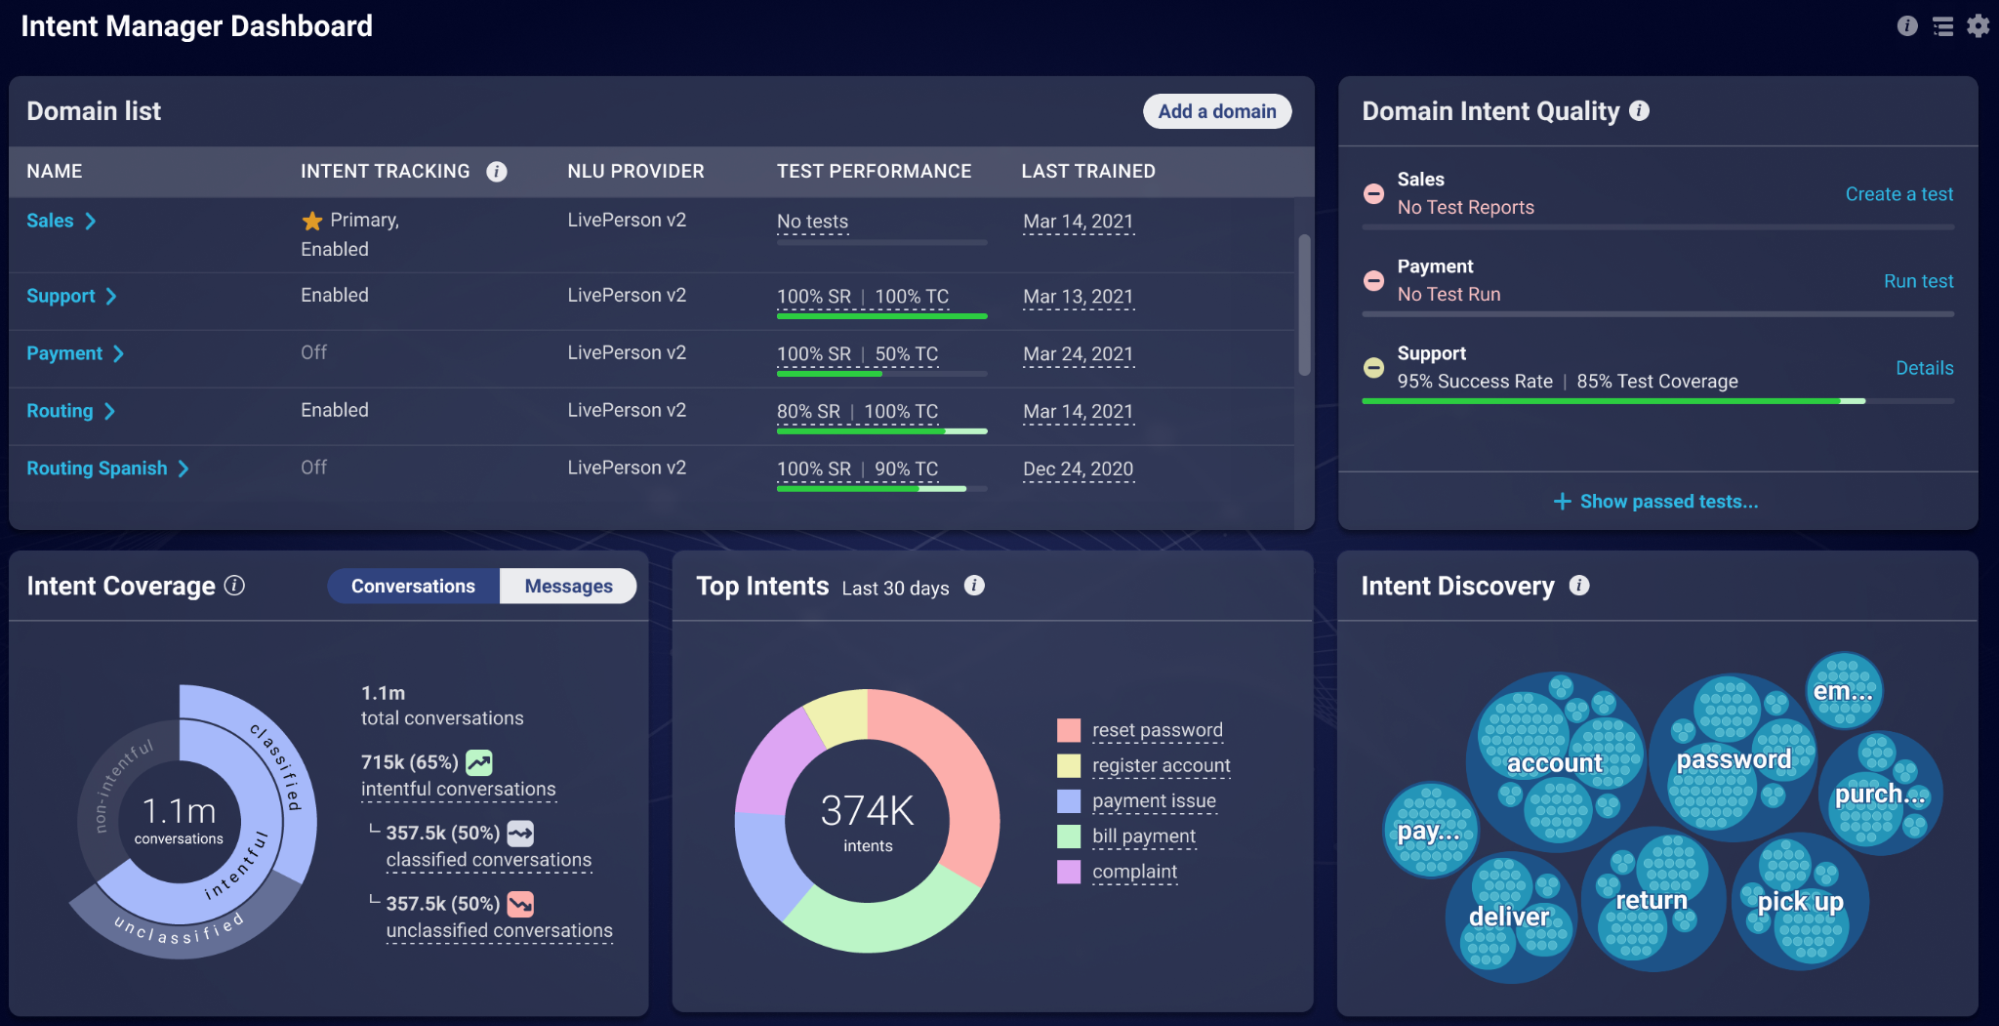 Intent Manager Dashboard
Domain list
Add a domain
NAME INTENT TRACKING i NLU PROVIDER TEST PERFORMANCE LAST TRAINED
Sales Primary, LivePerson v2 No tests Mar 14, 2021
Enabled
Support Enabled LivePerson v2 100% SR | 100% TC Mar 13, 2021
Payment Off LivePerson v2 100% SR | 50% TC Mar 24, 2021
Routing Enabled LivePerson v2 80% SR | 100% TC Mar 14, 2021
Routing Spanish Off LivePerson v2 100% SR | 90% TC Dec 24, 2020
Domain Intent Quality i
Sales
No Test Reports
Create a test
Payment
No Test Run
Run test
Support
95% Success Rate | 85% Test Coverage
Details
+ Show passed tests...
Intent Coverage i
Conversations Messages
non-intentful
classified
intentful
unclassified
1.1m
conversations
1.1m
total conversations
715k (65%)
intentful conversations
357.5k (50%)
classified conversations
357.5k (50%)
unclassified conversations
Top Intents Last 30 days i
374K
intents
reset password
register account
payment issue
bill payment
complaint
Intent Discovery i
em...
account
password
purch...
pay...
deliver
return
pick up